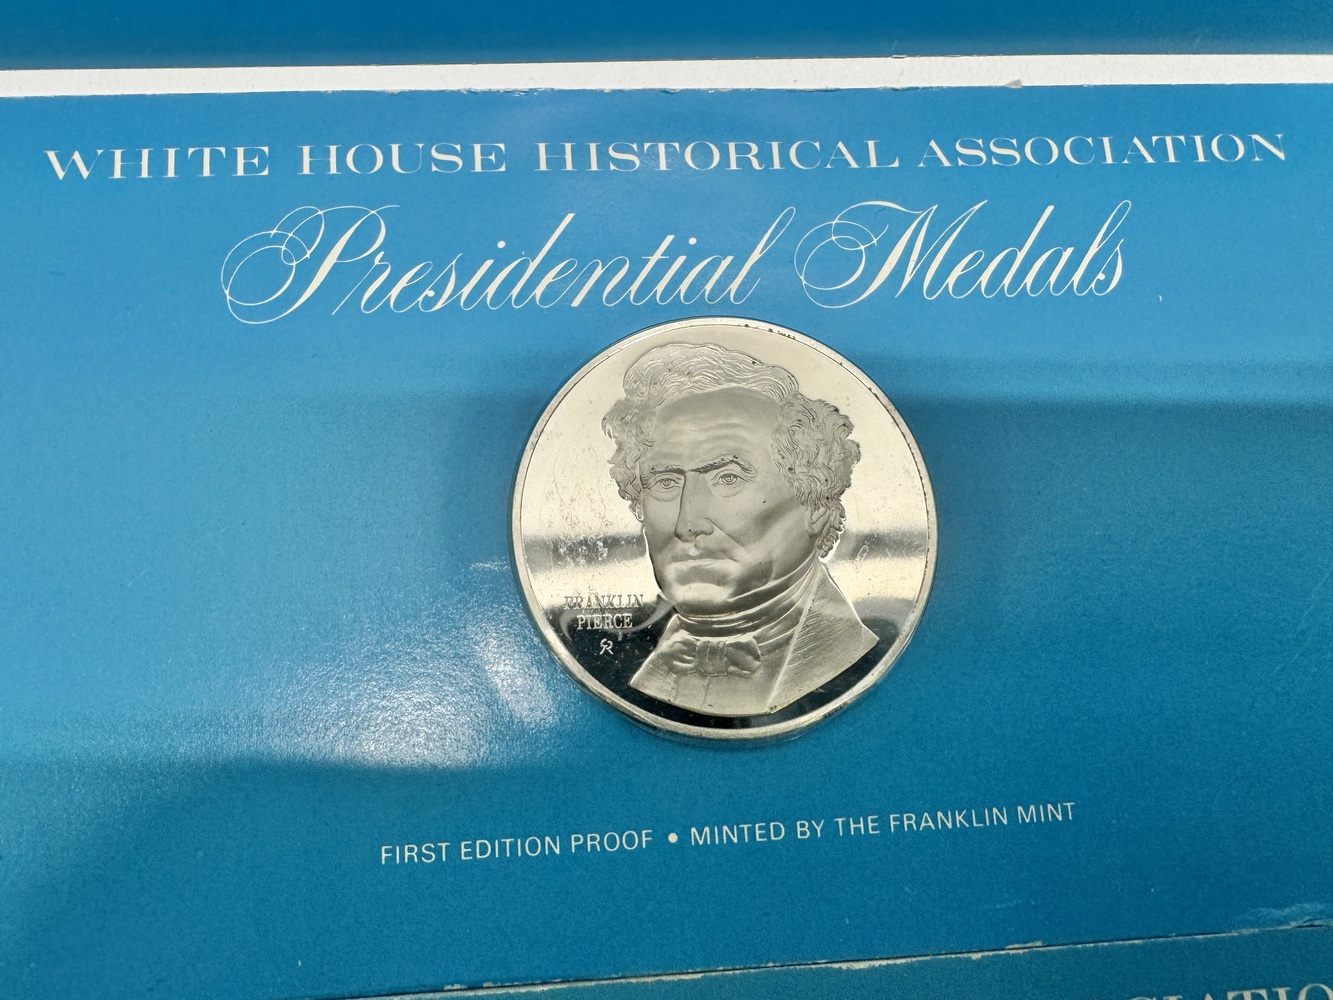 WHITE HOUSE HISTORICAL ASSOCIATION
Presidential Medals
FRANKLIN
PIERCE
FIRST EDITION PROOF • MINTED BY THE FRANKLIN MINT